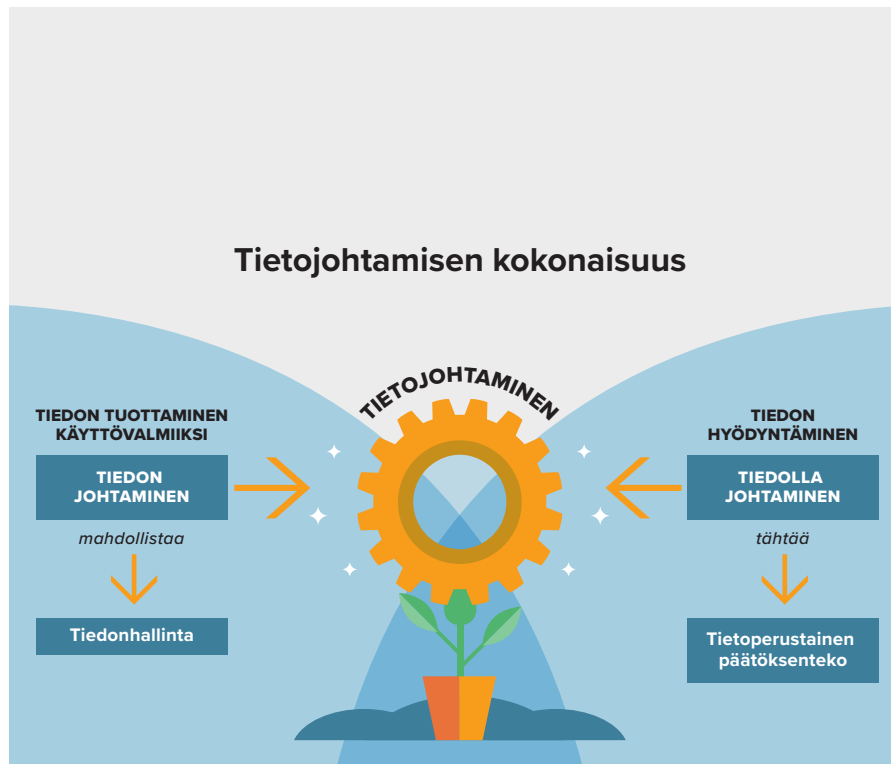 Tietojohtamisen kokonaisuus
TIETOJOHTAMINEN
TIEDON TUOTTAMINEN
KÄYTTÖVALMIIKSI
TIEDON
JOHTAMINEN
mahdollistaa
Tiedonhallinta
TIEDON
HYÖDYNTÄMINEN
TIEDOLLA
JOHTAMINEN
tähtää
Tietoperustainen
päätöksenteko